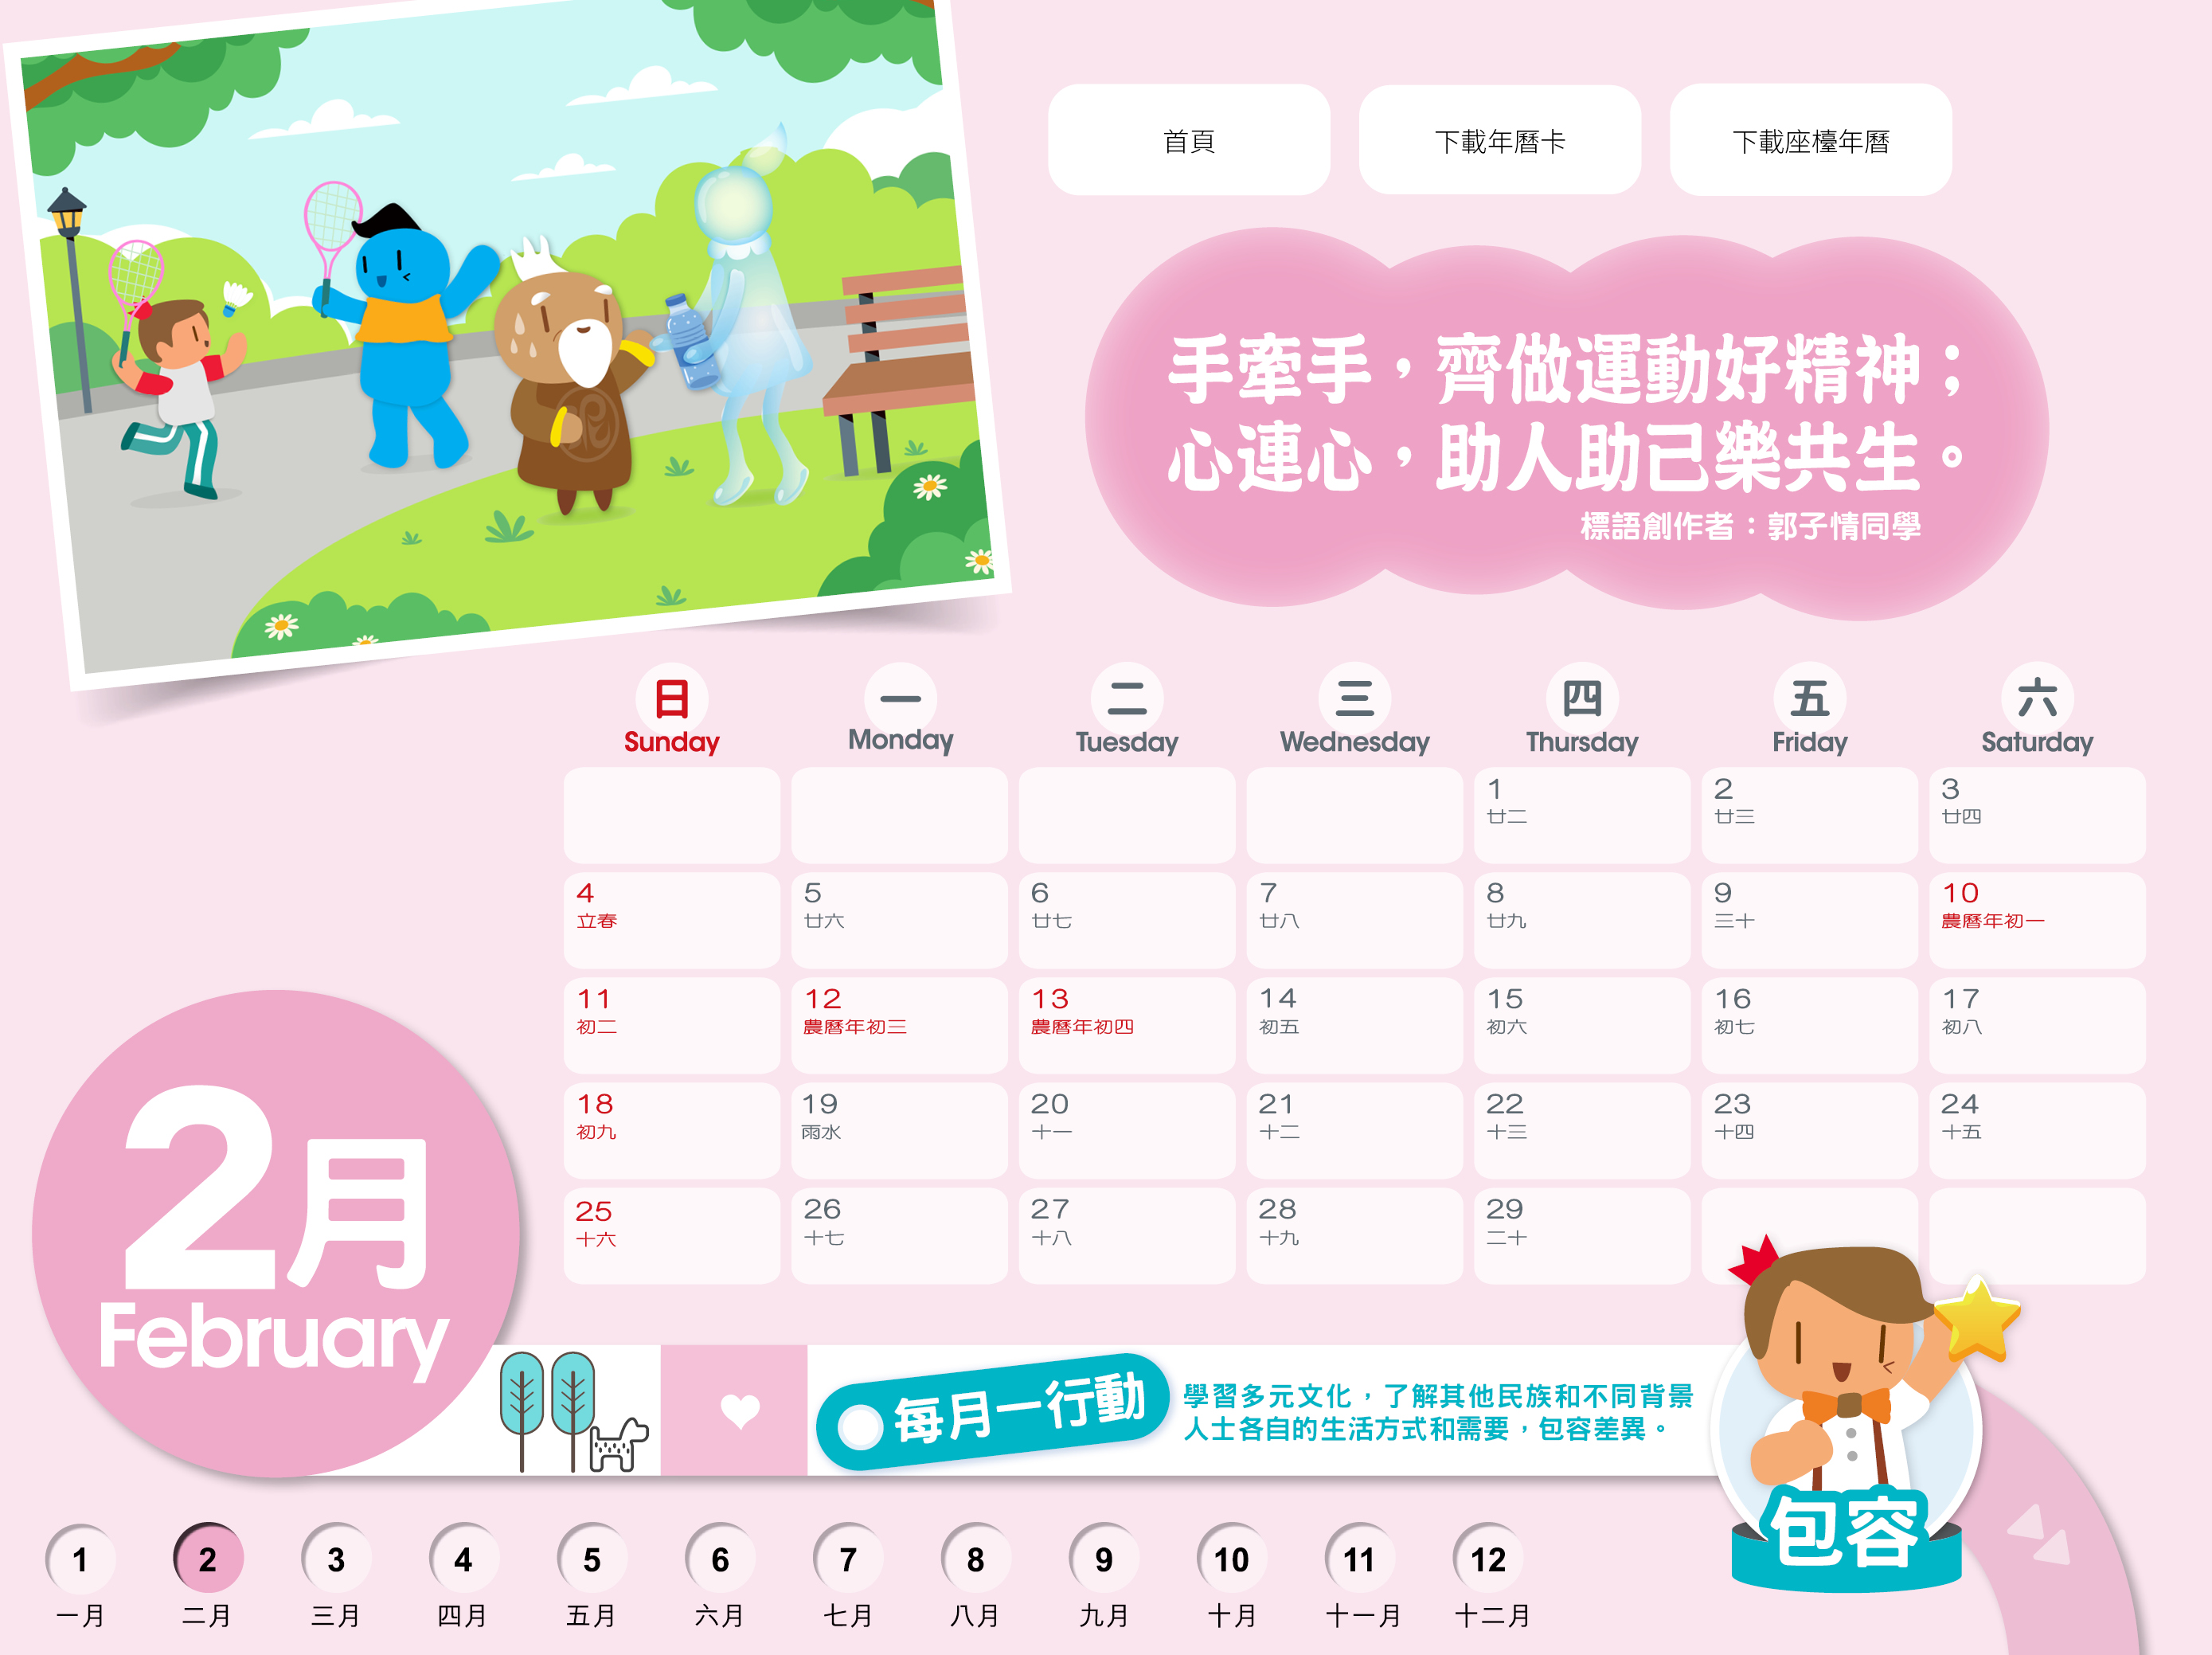 首頁
下載年曆卡
下載座檯年曆
手牽手，齊做運動好精神；
心連心，助人助己樂共生。
標語創作者：郭子情同學
日 一 二 三 四 五 六
Sunday Monday Tuesday Wednesday Thursday Friday Saturday
1 2 3
廿二 廿三 廿四
4 5 6 7 8 9 10
立春 廿六 廿七 廿八 廿九 三十 農曆年初一
11 12 13 14 15 16 17
初二 農曆年初三 農曆年初四 初五 初六 初七 初八
18 19 20 21 22 23 24
初九 雨水 十一 十二 十三 十四 十五
25 26 27 28 29
十六 十七 十八 十九 二十
2月
February
每月一行動
學習多元文化，了解其他民族和不同背景
人士各自的生活方式和需要，包容差異。
包容
1 2 3 4 5 6 7 8 9 10 11 12
一月 二月 三月 四月 五月 六月 七月 八月 九月 十月 十一月 十二月